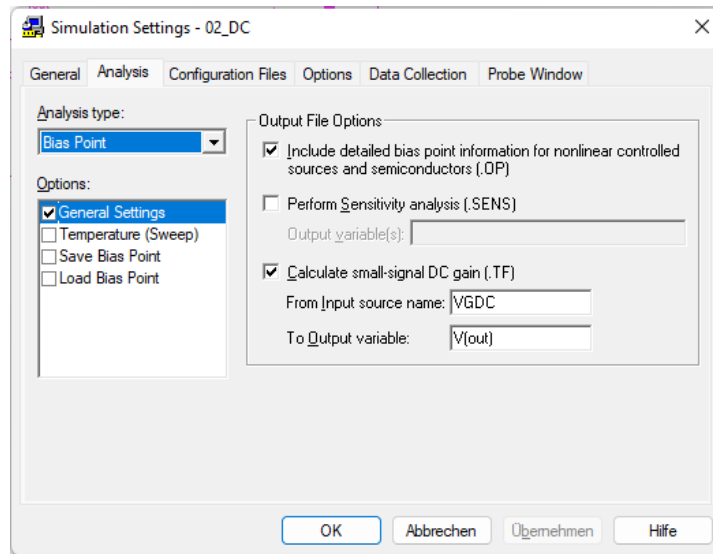 Simulation Settings - 02_DC
General Analysis Configuration Files Options Data Collection Probe Window
Analysis type:
Bias Point
Options:
General Settings
Temperature (Sweep)
Save Bias Point
Load Bias Point
Output File Options
Include detailed bias point information for nonlinear controlled
sources and semiconductors (.OP)
Perform Sensitivity analysis (.SENS)
Output variable(s):
Calculate small-signal DC gain (.TF)
From Input source name: VGDC
To Output variable: V(out)
OK Abbrechen Übernehmen Hilfe